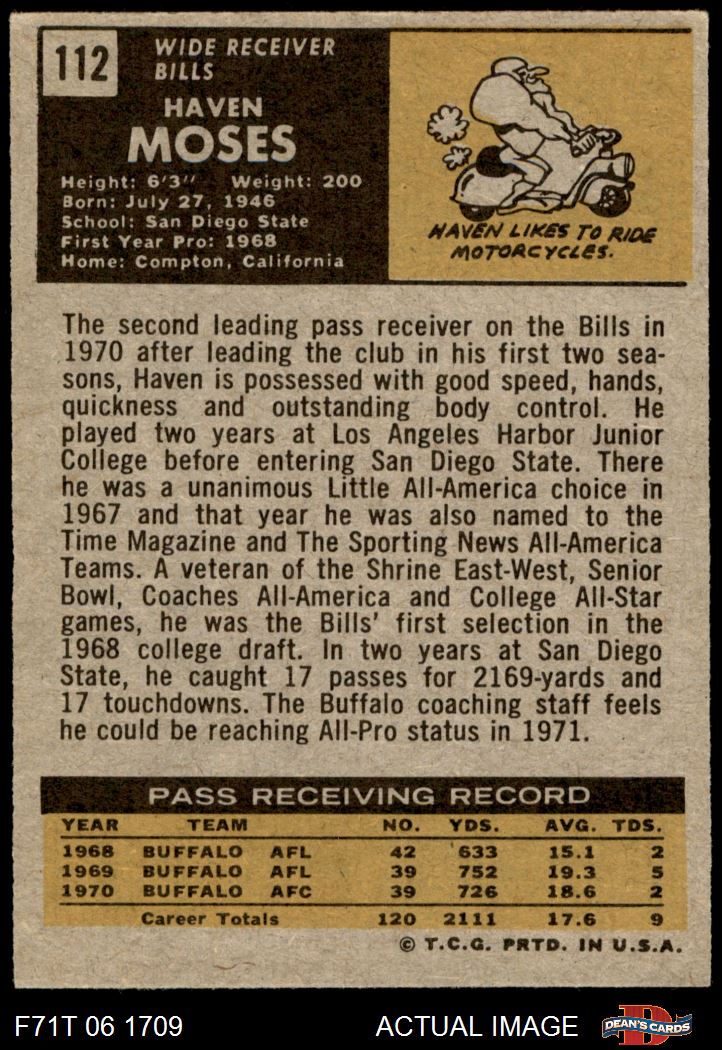 112
WIDE RECEIVER
BILLS
HAVEN
MOSES
Height: 6'3" Weight: 200
Born: July 27, 1946
School: San Diego State
First Year Pro: 1968
Home: Compton, California
HAVEN LIKES TO RIDE
MOTORCYCLES.
The second leading pass receiver on the Bills in
1970 after leading the club in his first two sea-
sons, Haven is possessed with good speed, hands,
quickness and outstanding body control. He
played two years at Los Angeles Harbor Junior
College before entering San Diego State. There
he was a unanimous Little All-America choice in
1967 and that year he was also named to the
Time Magazine and The Sporting News All-America
Teams. A veteran of the Shrine East-West, Senior
Bowl, Coaches All-America and College All-Star
games, he was the Bills' first selection in the
1968 college draft. In two years at San Diego
State, he caught 17 passes for 2169-yards and
17 touchdowns. The Buffalo coaching staff feels
he could be reaching All-Pro status in 1971.
PASS RECEIVING RECORD
YEAR TEAM NO. YDS. AVG. TDS.
1968 BUFFALO AFL 42 633 15.1 2
1969 BUFFALO AFL 39 752 19.3 5
1970 BUFFALO AFC 39 726 18.6 2
Career Totals 120 2111 17.6 9
© T.C.G. PRTD. IN U.S.A.
F71T 06 1709 ACTUAL IMAGE D DEAN'S CARDS